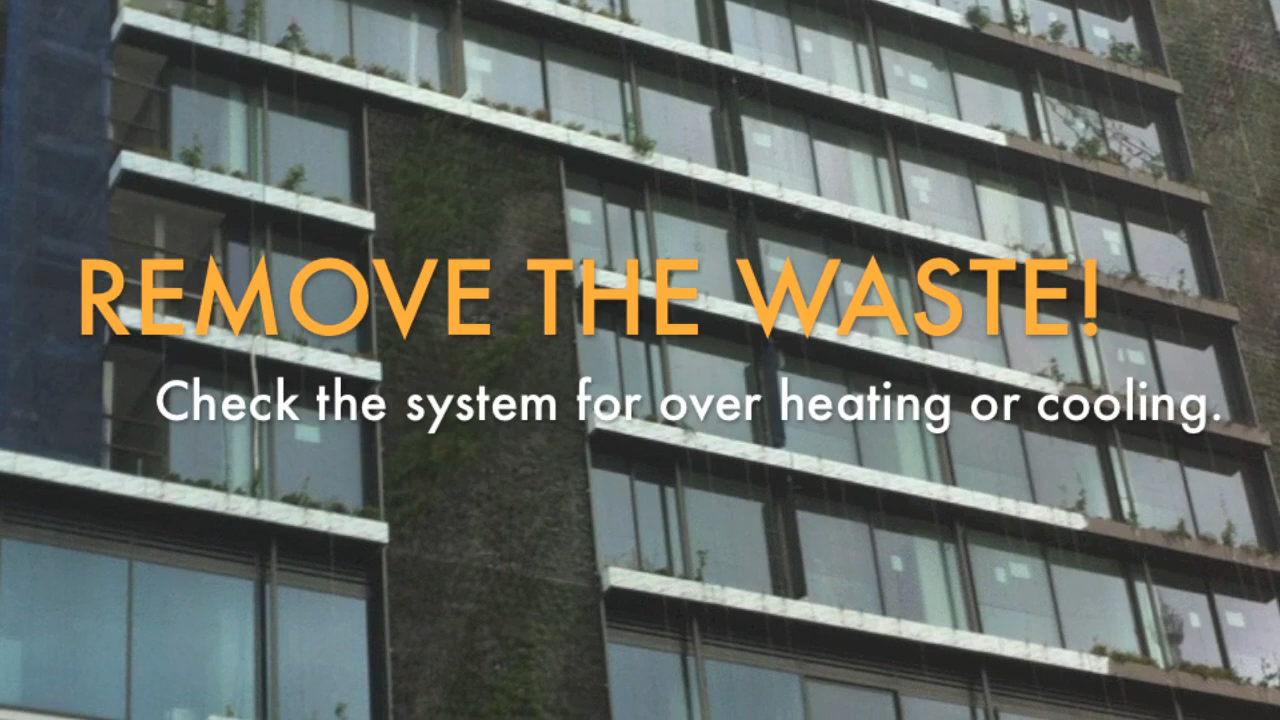 REMOVE THE WASTE!
Check the system for over heating or cooling.